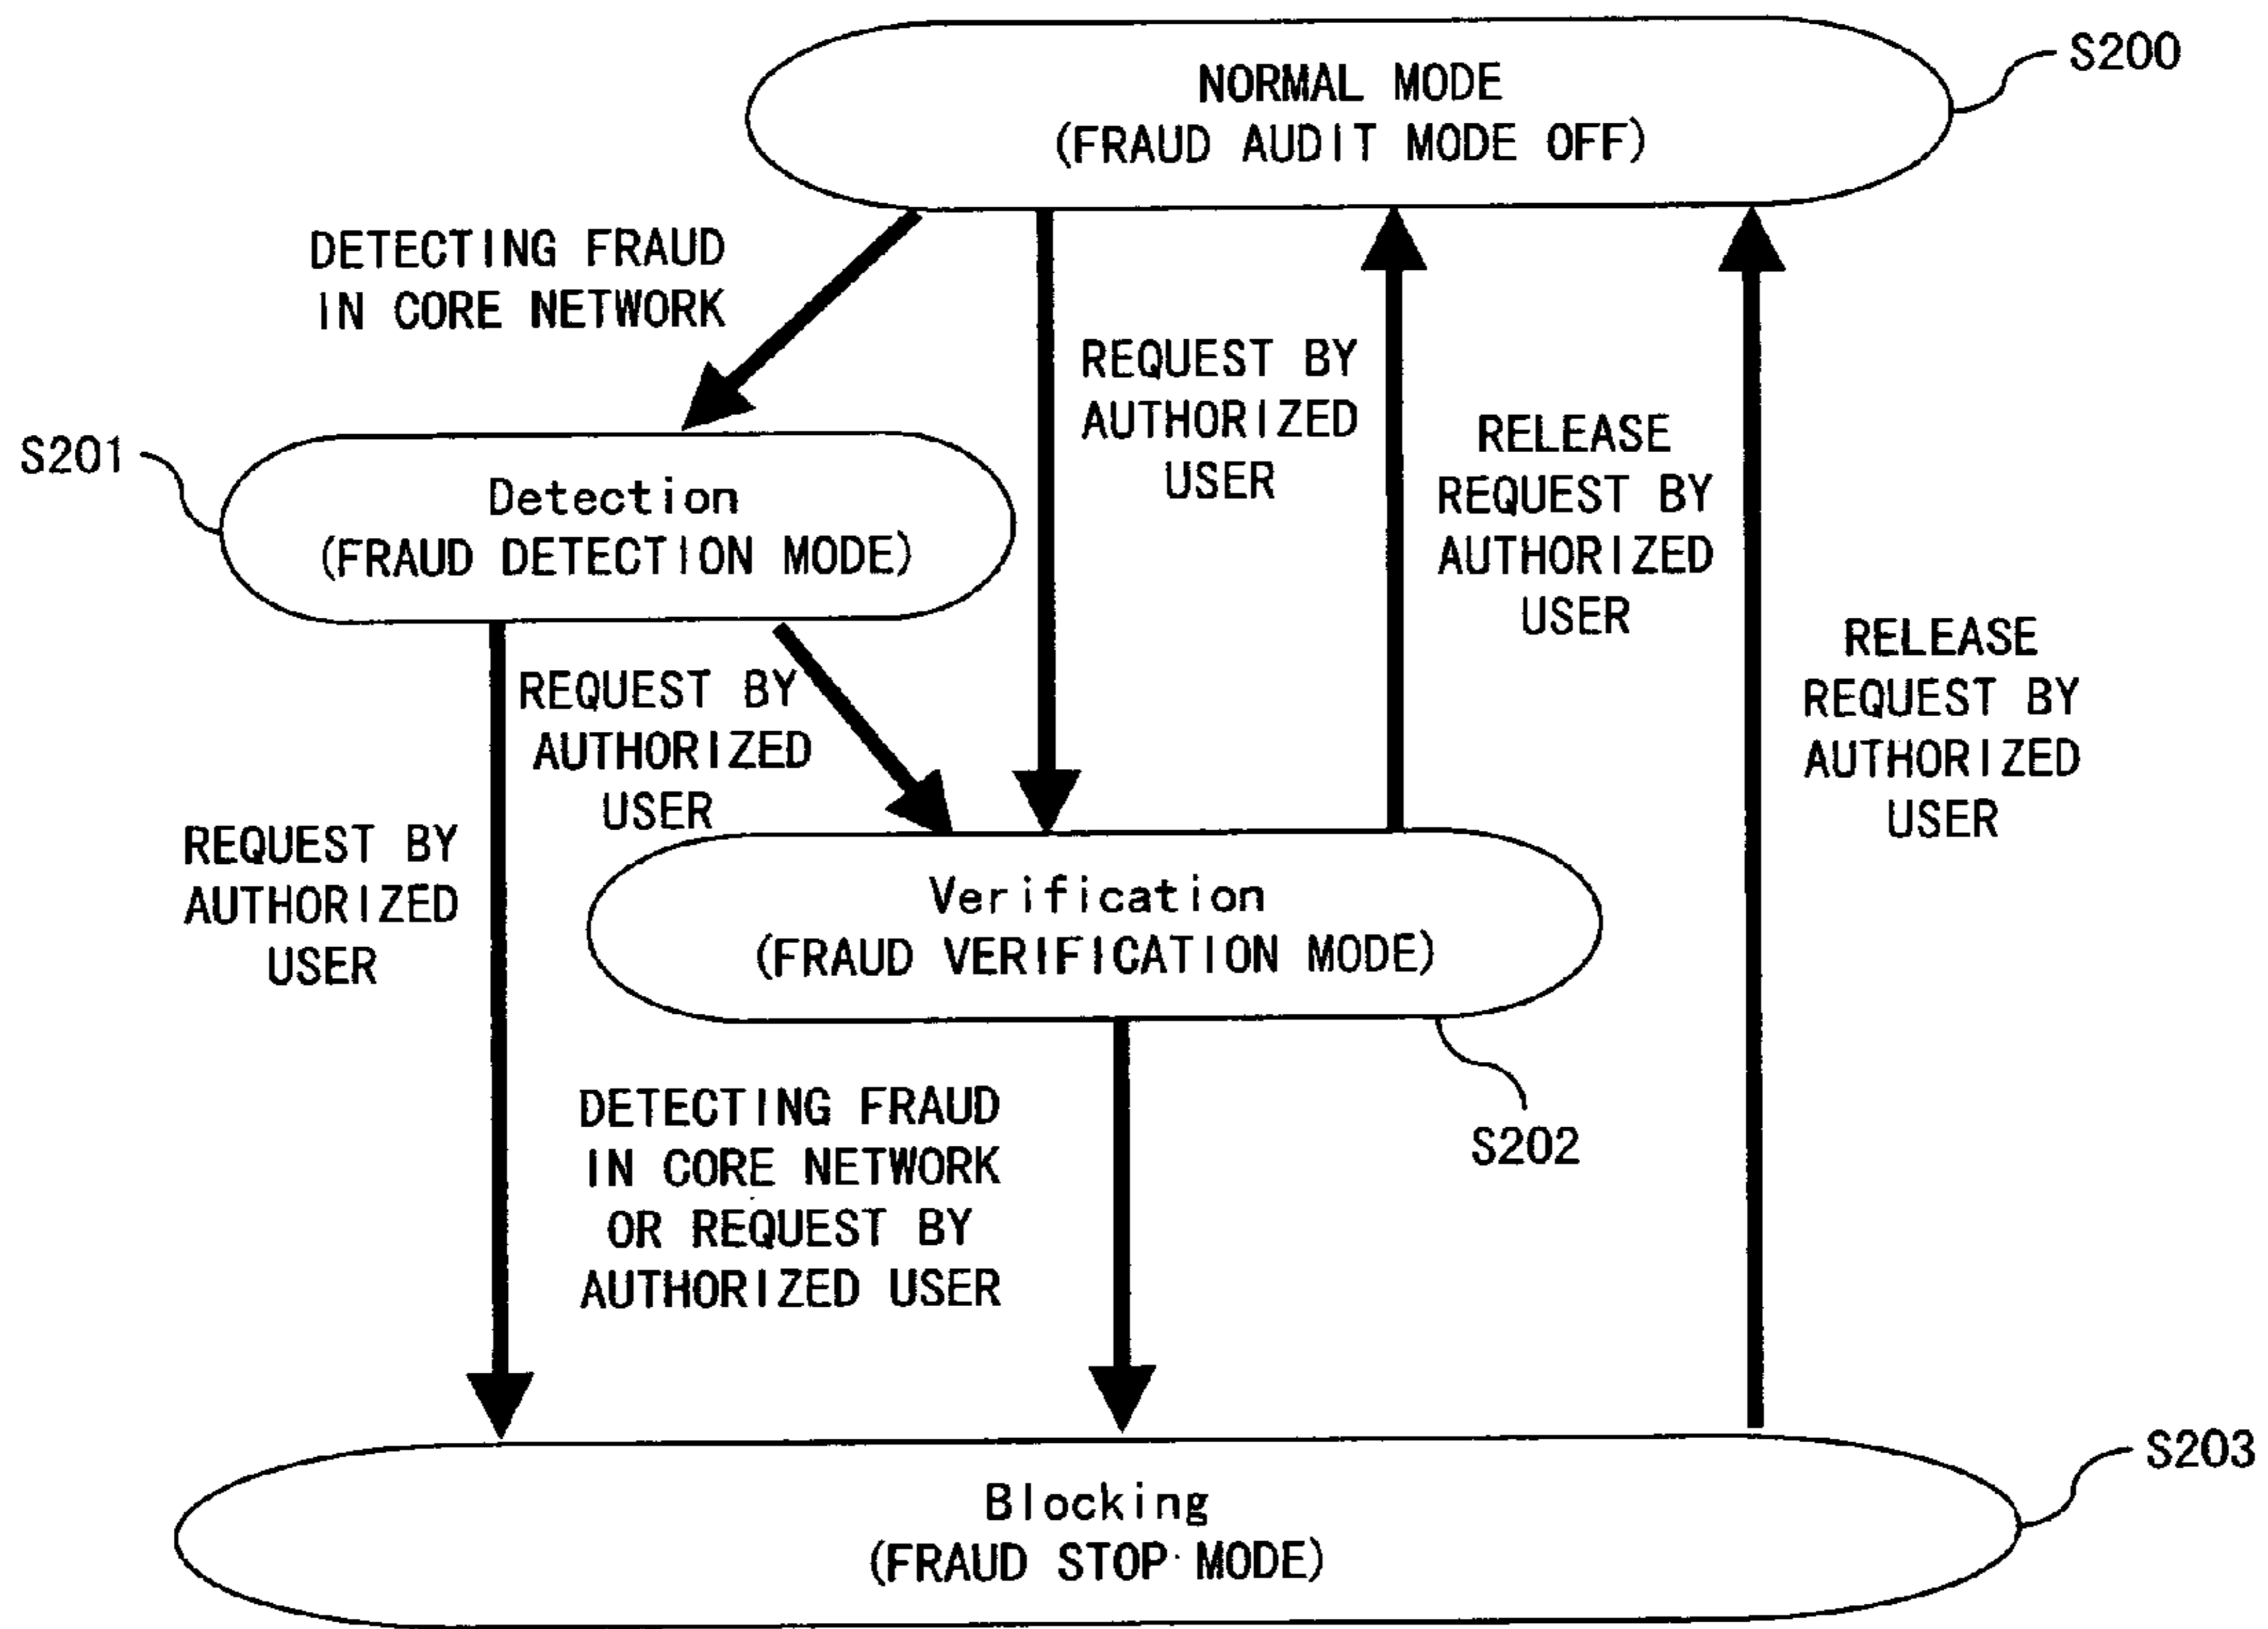 NORMAL MODE
(FRAUD AUDIT MODE OFF)
S200
DETECTING FRAUD
IN CORE NETWORK
REQUEST BY
AUTHORIZED
USER
RELEASE
REQUEST BY
AUTHORIZED
USER
RELEASE
REQUEST BY
AUTHORIZED
USER
S201
Detection
(FRAUD DETECTION MODE)
REQUEST BY
AUTHORIZED
USER
REQUEST BY
AUTHORIZED
USER
Verification
(FRAUD VERIFICATION MODE)
S202
DETECTING FRAUD
IN CORE NETWORK
OR REQUEST BY
AUTHORIZED USER
S203
Blocking
(FRAUD STOP MODE)